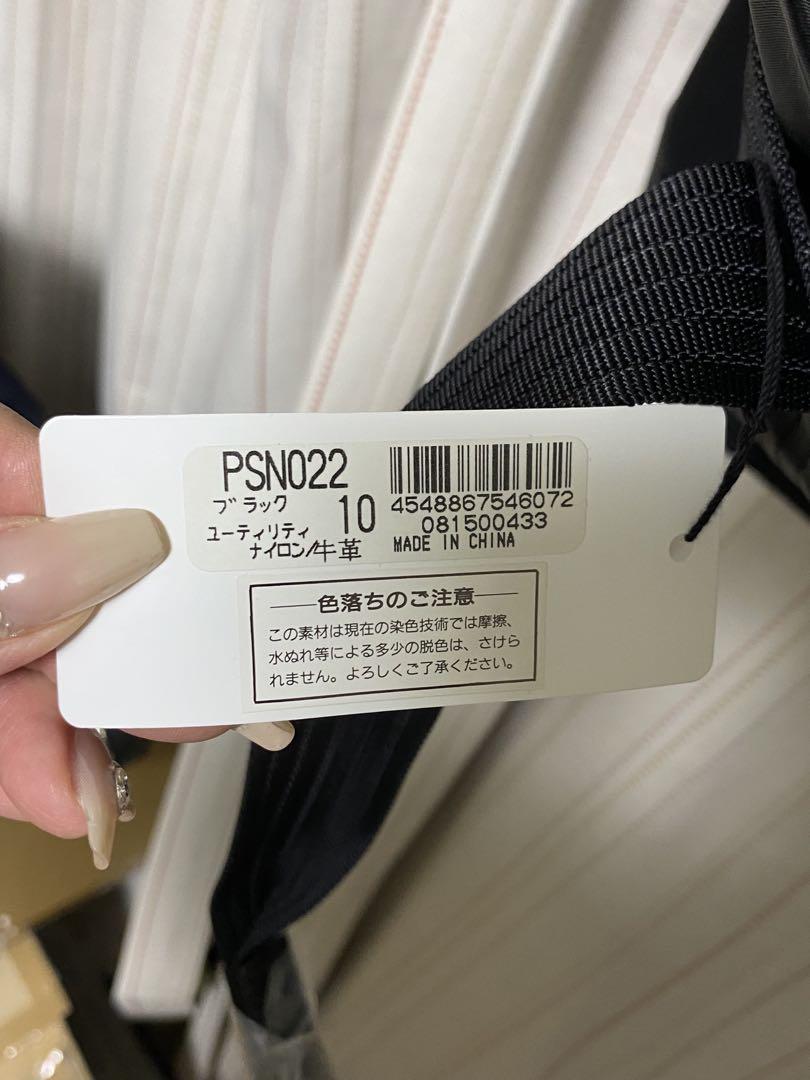 PSN022
ブラック 10
ユーティリティ
ナイロン/牛革
4548867546072
081500433
MADE IN CHINA
色落ちのご注意
この素材は現在の染色技術では摩擦、
水ぬれ等による多少の脱色は、さけら
れません。よろしくご了承ください。